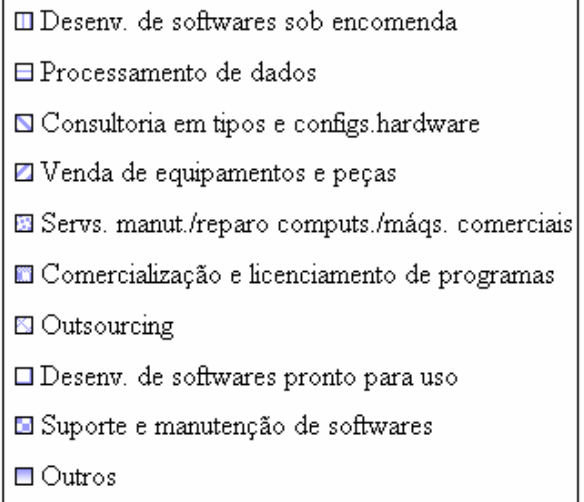 Desenv. de softwares sob encomenda
Processamento de dados
Consultoria em tipos e configs.hardware
Venda de equipamentos e peças
Servs. manut./reparo computs./máqs. comerciais
Comercialização e licenciamento de programas
Outsourcing
Desenv. de softwares pronto para uso
Suporte e manutenção de softwares
Outros